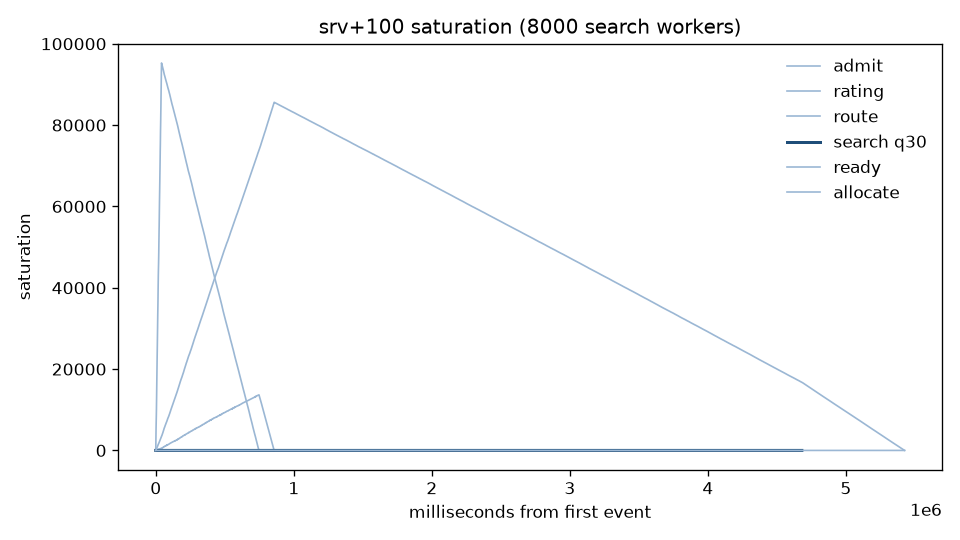 srv+100 saturation (8000 search workers)
100000
80000
60000
40000
20000
0
saturation
admit
rating
route
search q30
ready
allocate
0 1 2 3 4 5
1e6
milliseconds from first event